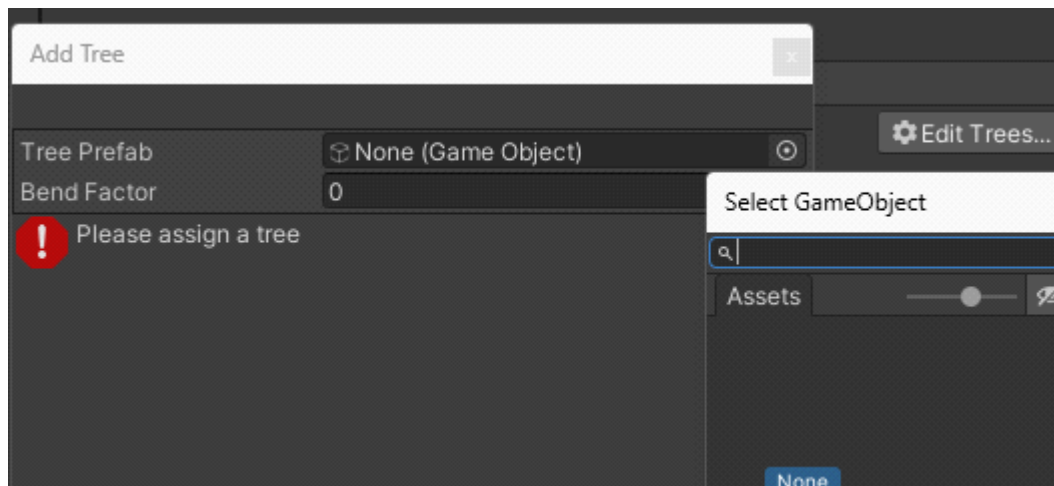 Add Tree
x
Edit Trees...
Tree Prefab
None (Game Object)
Bend Factor
0
Please assign a tree
Select GameObject
Assets
None